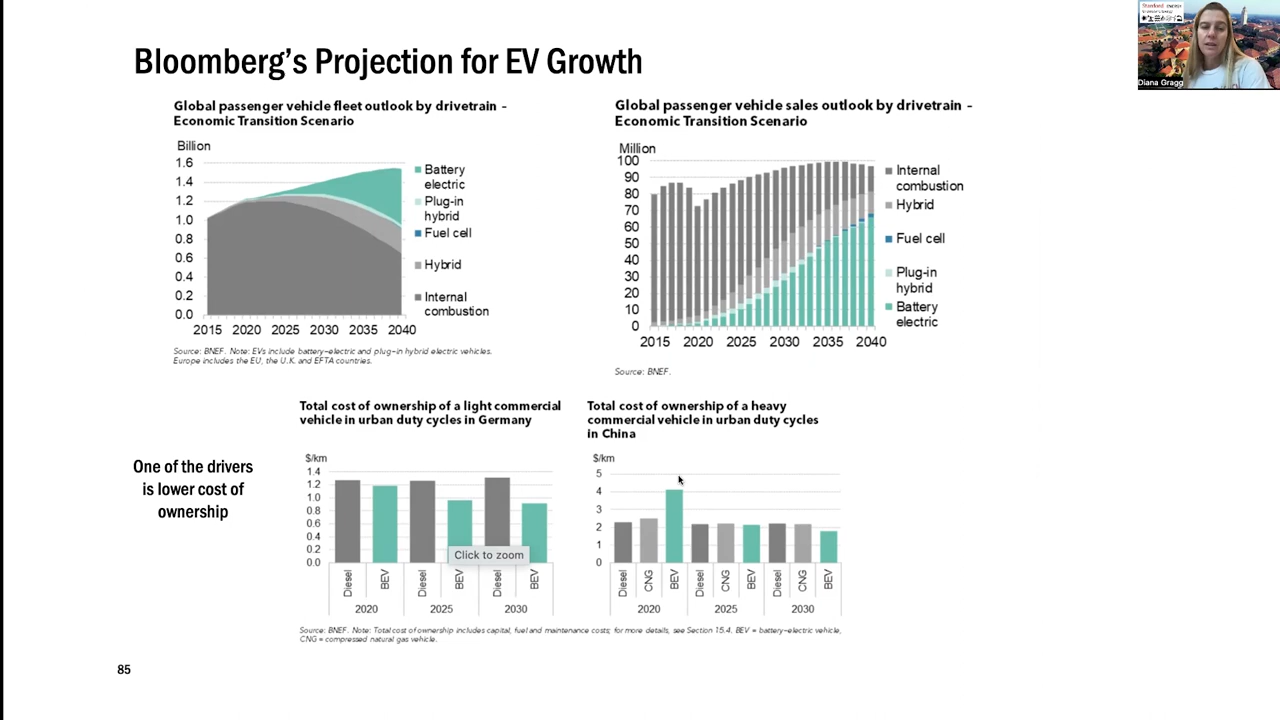 Bloomberg's Projection for EV Growth
Stanford ENERGY
Diana Gragg
Global passenger vehicle fleet outlook by drivetrain –
Economic Transition Scenario
Billion
1.6
1.4
1.2
1.0
0.8
0.6
0.4
0.2
0.0
2015 2020 2025 2030 2035 2040
Battery
electric
Plug-in
hybrid
Fuel cell
Hybrid
Internal
combustion
Source: BNEF. Note: EVs include battery-electric and plug-in hybrid electric vehicles.
Europe includes the EU, the U.K. and EFTA countries.
Global passenger vehicle sales outlook by drivetrain –
Economic Transition Scenario
Million
100
90
80
70
60
50
40
30
20
10
0
2015 2020 2025 2030 2035 2040
Internal
combustion
Hybrid
Fuel cell
Plug-in
hybrid
Battery
electric
Source: BNEF.
One of the drivers
is lower cost of
ownership
Total cost of ownership of a light commercial
vehicle in urban duty cycles in Germany
$/km
1.4
1.2
1.0
0.8
0.6
0.4
0.2
0.0
Diesel BEV Diesel BEV Diesel BEV
2020 2025 2030
Click to zoom
Total cost of ownership of a heavy
commercial vehicle in urban duty cycles
in China
$/km
5
4
3
2
1
0
Diesel CNG BEV Diesel CNG BEV Diesel CNG BEV
2020 2025 2030
Source: BNEF. Note: Total cost of ownership includes capital, fuel and maintenance costs; for more details, see Section 15.4. BEV = battery-electric vehicle,
CNG = compressed natural gas vehicle.
85